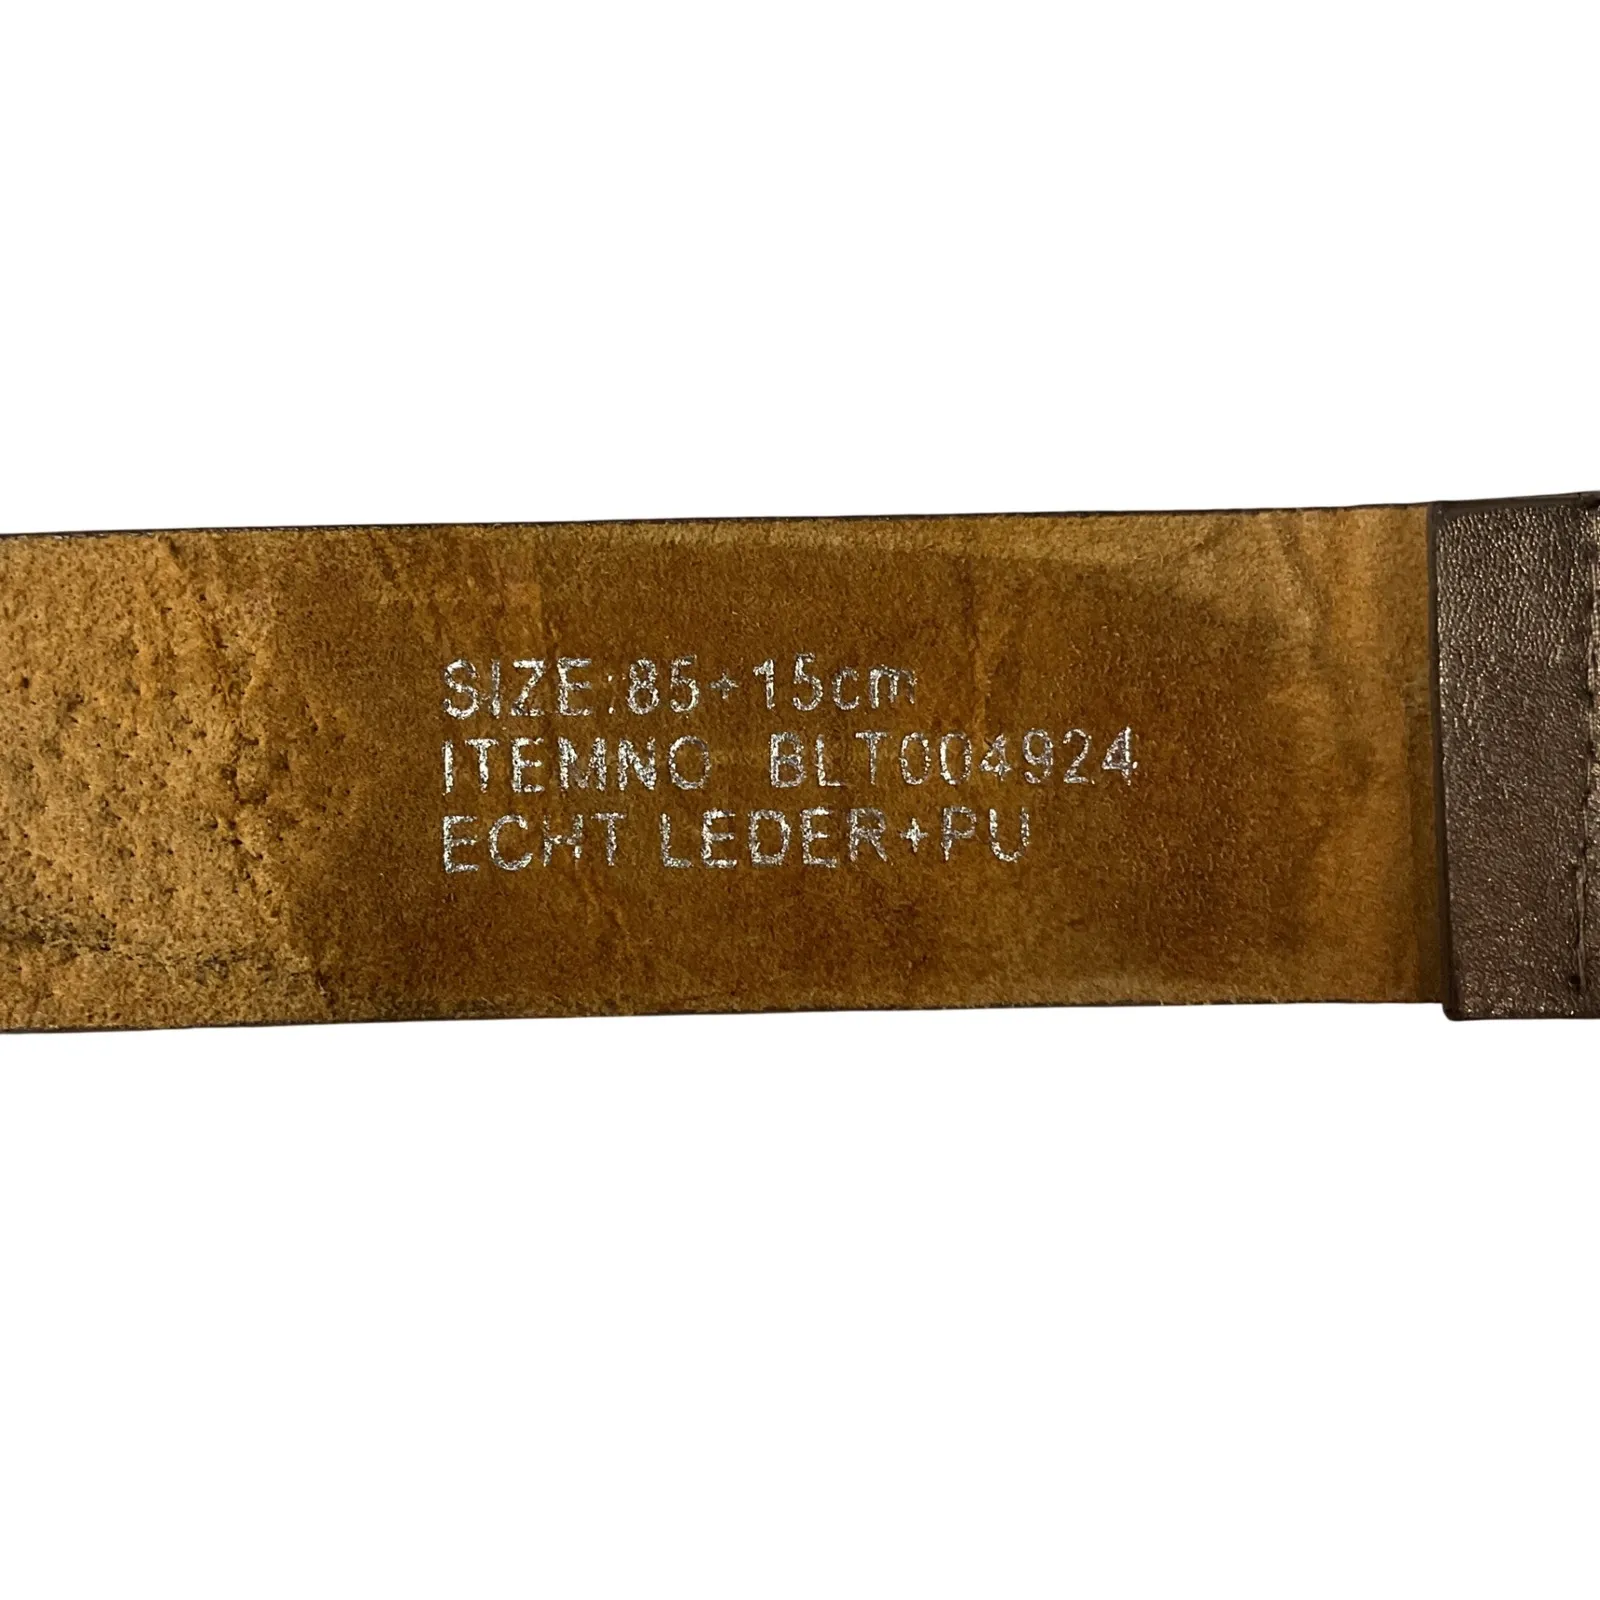 SIZE:85+15cm
ITEMNO BLT004924
ECHT LEDER+PU